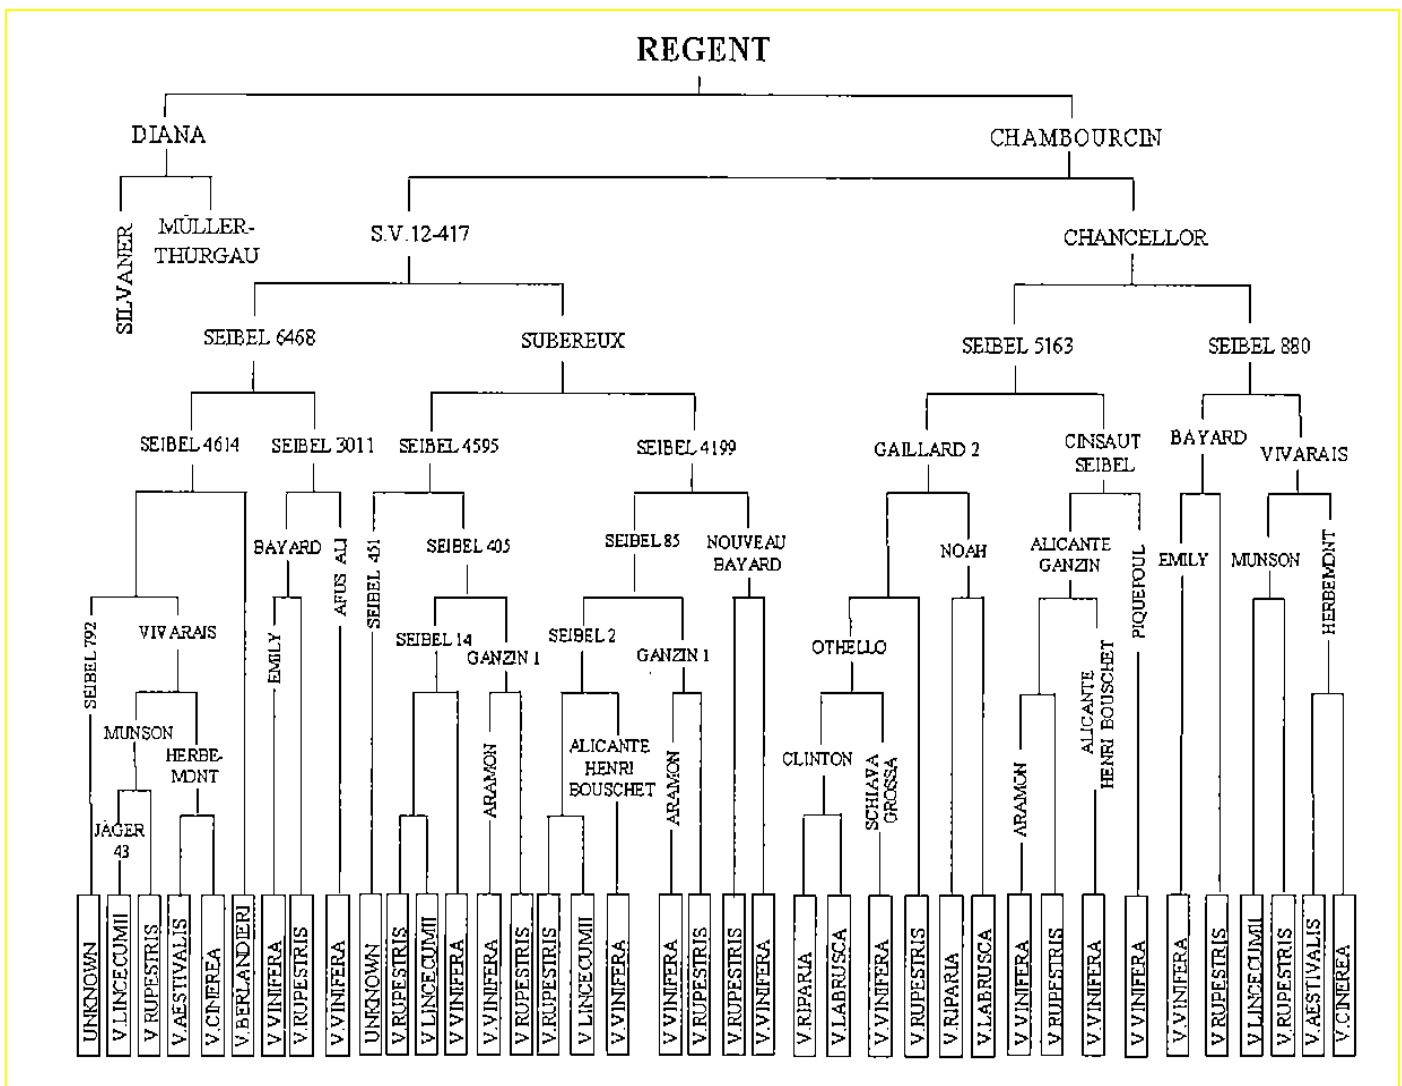 REGENT
DIANA
CHAMBOURCIN
SILVANER
MÜLLER-
THURGAU
S.V.12-417
CHANCELLOR
SEIBEL 6468
SUBEREUX
SEIBEL 5163
SEIBEL 880
SEIBEL 4614
SEIBEL 3011
SEIBEL 4595
SEIBEL 4199
GAILLARD 2
CINSAUT
SEIBEL
BAYARD
VIVARAIS
BAYARD
AFUS ALI
SEIBEL 451
SEIBEL 405
SEIBEL 85
NOUVEAU
BAYARD
NOAH
ALICANTE
GANZIN
PIQUEPOUL
EMILY
MUNSON
HERBEMONT
SEIBEL 792
VIVARAIS
EMILY
SEIBEL 14
GANZIN 1
SEIBEL 2
GANZIN 1
OTHELLO
ALICANTE
HENRI BOUSCHET
MUNSON
HERBE-
MONT
ARAMON
ALICANTE
HENRI
BOUSCHET
ARAMON
CLINTON
SCHIAVA
GROSSA
ARAMON
JÄGER
43
UNKNOWN
V.LINCECUMII
V.RUPESTRIS
V.AESTIVALIS
V.CINEREA
V.BERLANDIERI
V.VINIFERA
V.RUPESTRIS
V.VINIFERA
UNKNOWN
V.RUPESTRIS
V.LINCECUMII
V.VINIFERA
V.VINIFERA
V.RUPESTRIS
V.RUPESTRIS
V.LINCECUMII
V.VINIFERA
V.VINIFERA
V.RUPESTRIS
V.RUPESTRIS
V.VINIFERA
V.RIPARIA
V.LABRUSCA
V.VINIFERA
V.RUPESTRIS
V.RIPARIA
V.LABRUSCA
V.VINIFERA
V.RUPESTRIS
V.VINIFERA
V.VINIFERA
V.VINIFERA
V.RUPESTRIS
V.LINCECUMII
V.RUPESTRIS
V.AESTIVALIS
V.CINEREA